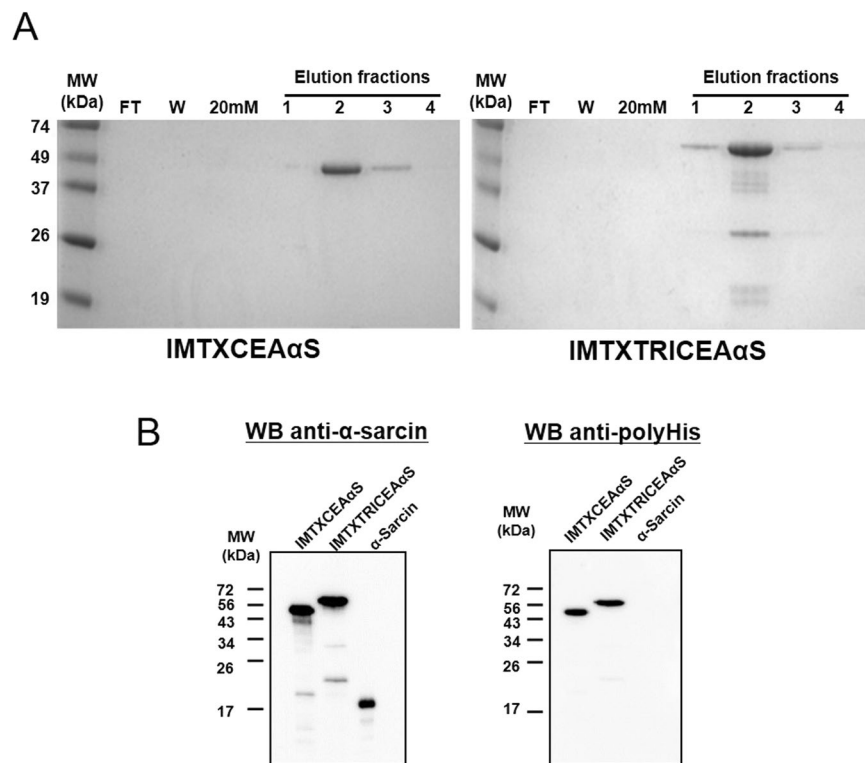 A
MW
(kDa)
FT W 20mM
Elution fractions
1 2 3 4
74
49
37
26
19
IMTXCEAαS
MW
(kDa)
FT W 20mM
Elution fractions
1 2 3 4
IMTXTRICEAαS
B
WB anti-α-sarcin
IMTXCEAαS
IMTXTRICEAαS
α-Sarcin
MW
(kDa)
72
56
43
34
26
17
WB anti-polyHis
IMTXCEAαS
IMTXTRICEAαS
α-Sarcin
MW
(kDa)
72
56
43
34
26
17